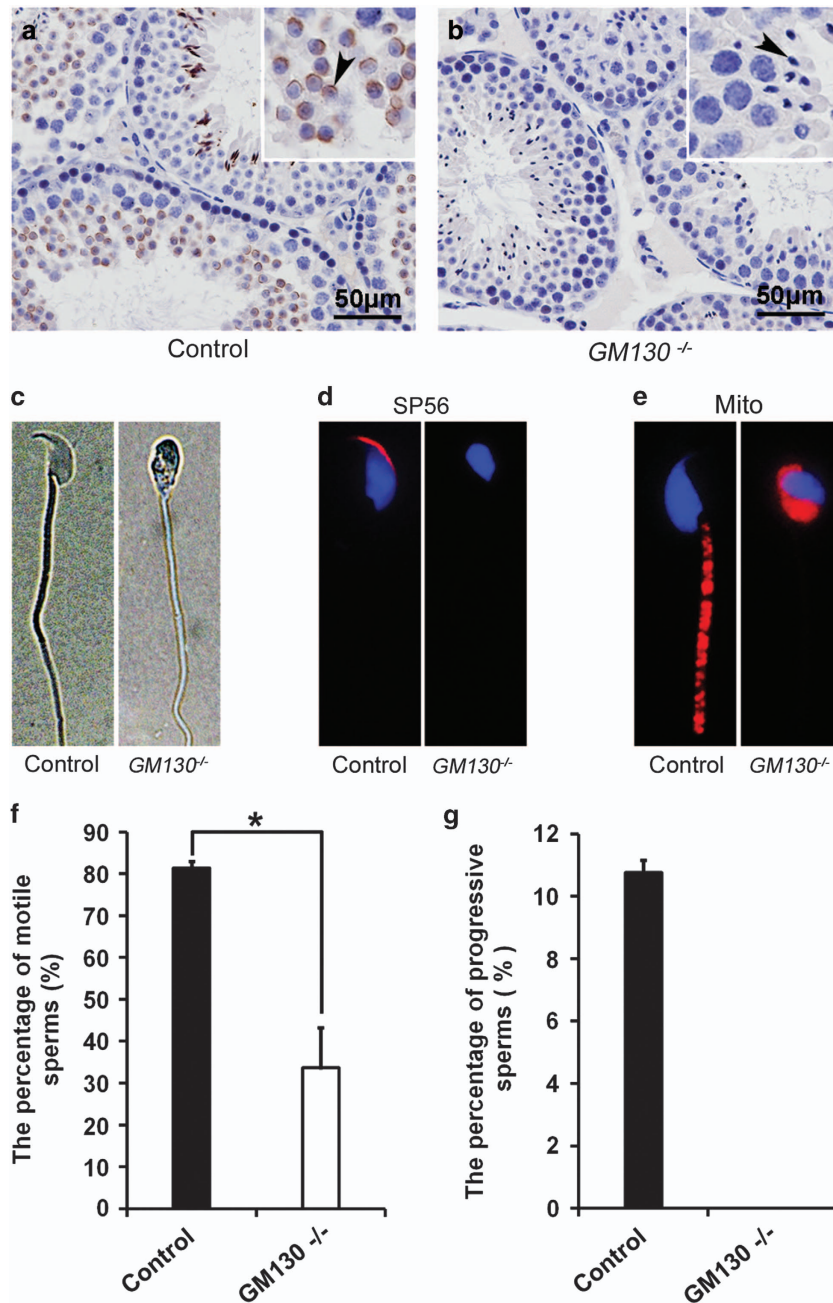 a
b
50µm
50µm
Control
GM130 -/-
c
d
SP56
e
Mito
Control
GM130-/-
Control
GM130-/-
Control
GM130-/-
f
The percentage of motile
sperms (%)
90
80
70
60
50
40
30
20
10
0
*
Control
GM130 -/-
g
The percentage of progressive
sperms ( % )
12
10
8
6
4
2
0
Control
GM130 -/-